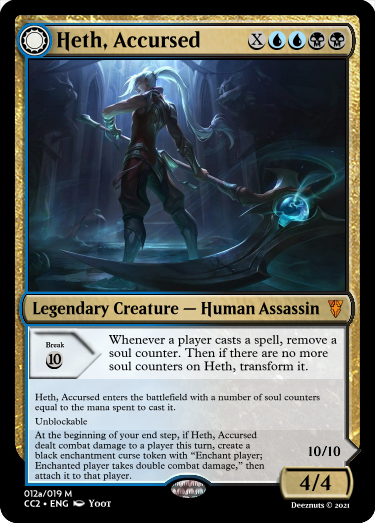 Heth, Accursed X
Legendary Creature — Human Assassin
Break
10
Whenever a player casts a spell, remove a
soul counter. Then if there are no more
soul counters on Heth, transform it.
Heth, Accursed enters the battlefield with a number of soul counters
equal to the mana spent to cast it.
Unblockable
At the beginning of your end step, if Heth, Accursed
dealt combat damage to a player this turn, create a
black enchantment curse token with “Enchant player;
Enchanted player takes double combat damage,” then
attach it to that player.
10/10
4/4
012a/019 M
CC2 • ENG Yoot
Deeznuts © 2021